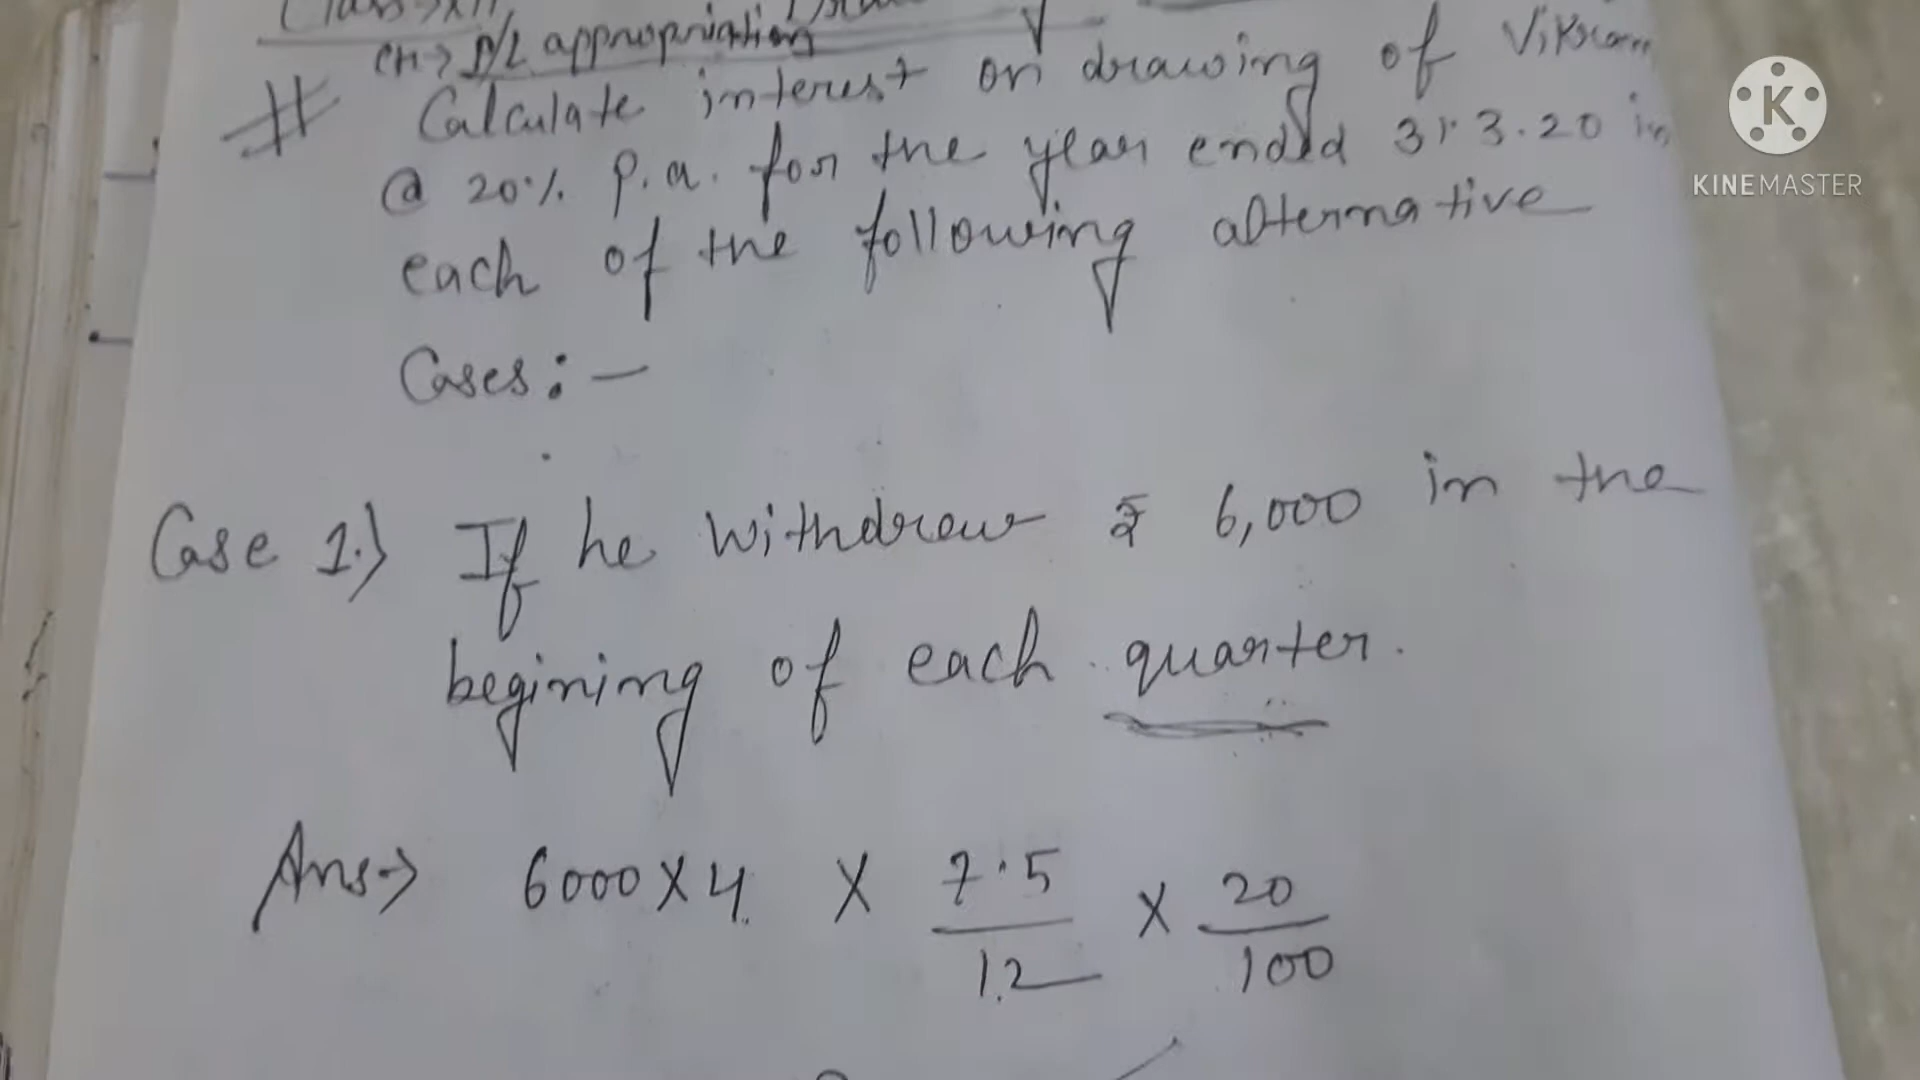 Class → XII
CH → P/L appropriation
# Calculate interest on drawing of Vikram
@ 20% p.a. for the year ended 31.3.20 in
each of the following alternative
Cases :-
Case 1.) If he withdrew ₹ 6,000 in the
begining of each quarter.
Ans → 6000 X 4 X 7.5/12 X 20/100
K
KINEMASTER